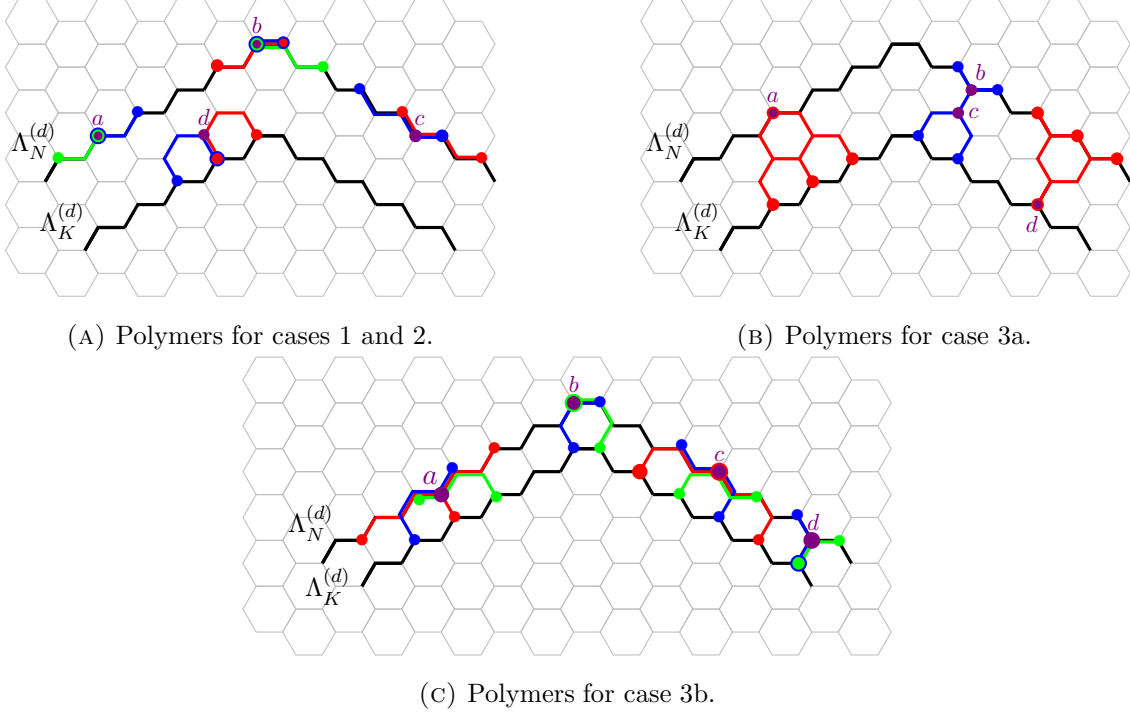 b
a
d
c
Λ_N^{(d)}
Λ_K^{(d)}
(A) Polymers for cases 1 and 2.
a
b
c
d
Λ_N^{(d)}
Λ_K^{(d)}
(B) Polymers for case 3a.
b
a
c
d
Λ_N^{(d)}
Λ_K^{(d)}
(C) Polymers for case 3b.